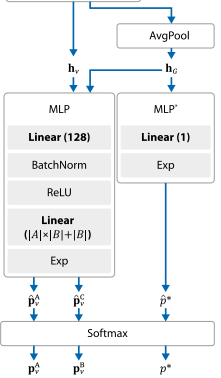 AvgPool
h_v h_G
MLP MLP*
Linear (128) Linear (1)
BatchNorm Exp
ReLU
Linear
(|A|×|B|+|B|)
Exp
p̂_v^A p̂_v^C p̂*
Softmax
p_v^A p_v^B p*